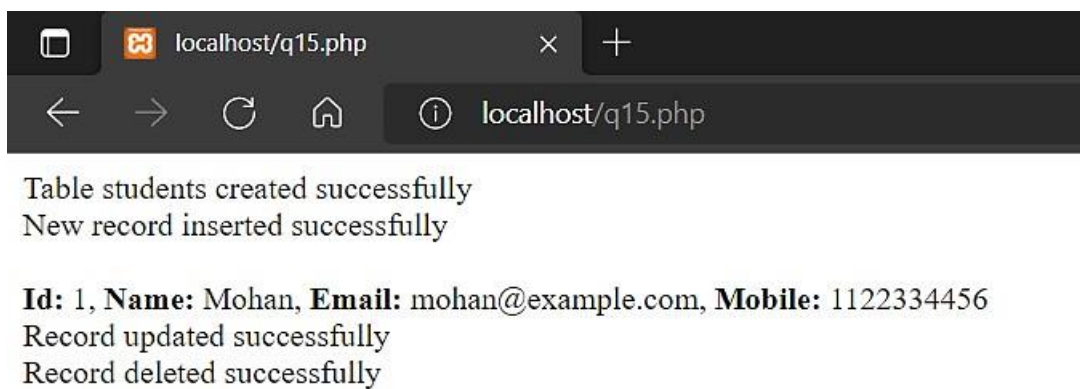 localhost/q15.php
localhost/q15.php
Table students created successfully
New record inserted successfully
Id: 1, Name: Mohan, Email: mohan@example.com, Mobile: 1122334456
Record updated successfully
Record deleted successfully